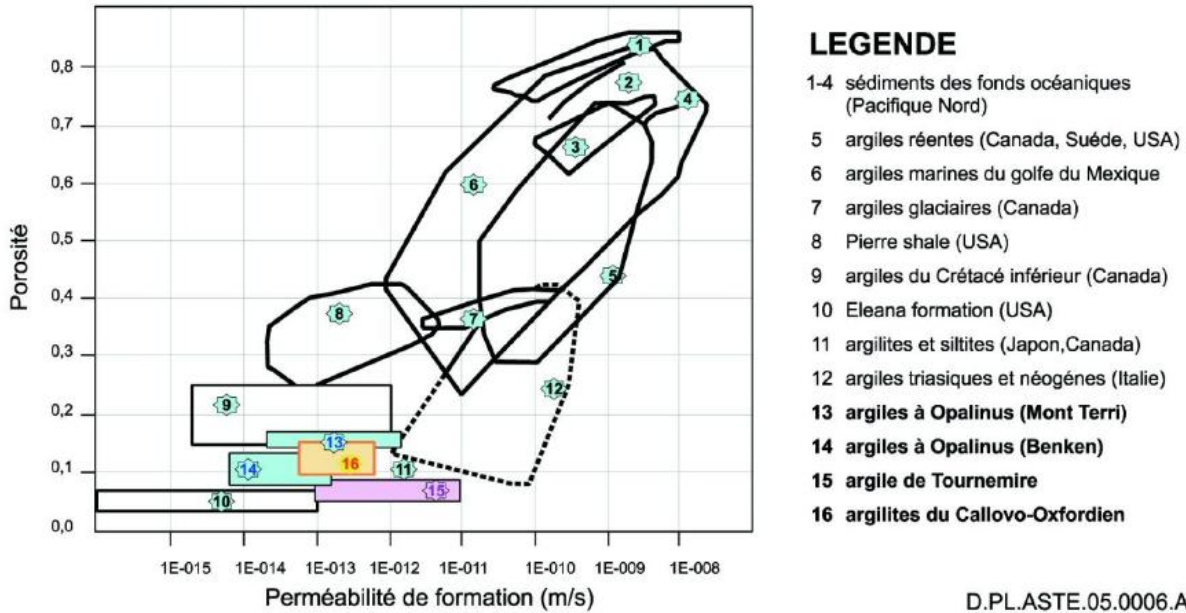 0,8
0,7
0,6
0,5
0,4
0,3
0,2
0,1
0,0
Porosité
1
2
3
4
5
6
7
8
9
10
11
12
13
14
15
16
1E-015 1E-014 1E-013 1E-012 1E-011 1E-010 1E-009 1E-008
Perméabilité de formation (m/s)
LEGENDE
1-4 sédiments des fonds océaniques
(Pacifique Nord)
5 argiles réentes (Canada, Suéde, USA)
6 argiles marines du golfe du Mexique
7 argiles glaciaires (Canada)
8 Pierre shale (USA)
9 argiles du Crétacé inférieur (Canada)
10 Eleana formation (USA)
11 argilites et siltites (Japon,Canada)
12 argiles triasiques et néogénes (Italie)
13 argiles à Opalinus (Mont Terri)
14 argiles à Opalinus (Benken)
15 argile de Tournemire
16 argilites du Callovo-Oxfordien
D.PL.ASTE.05.0006.A